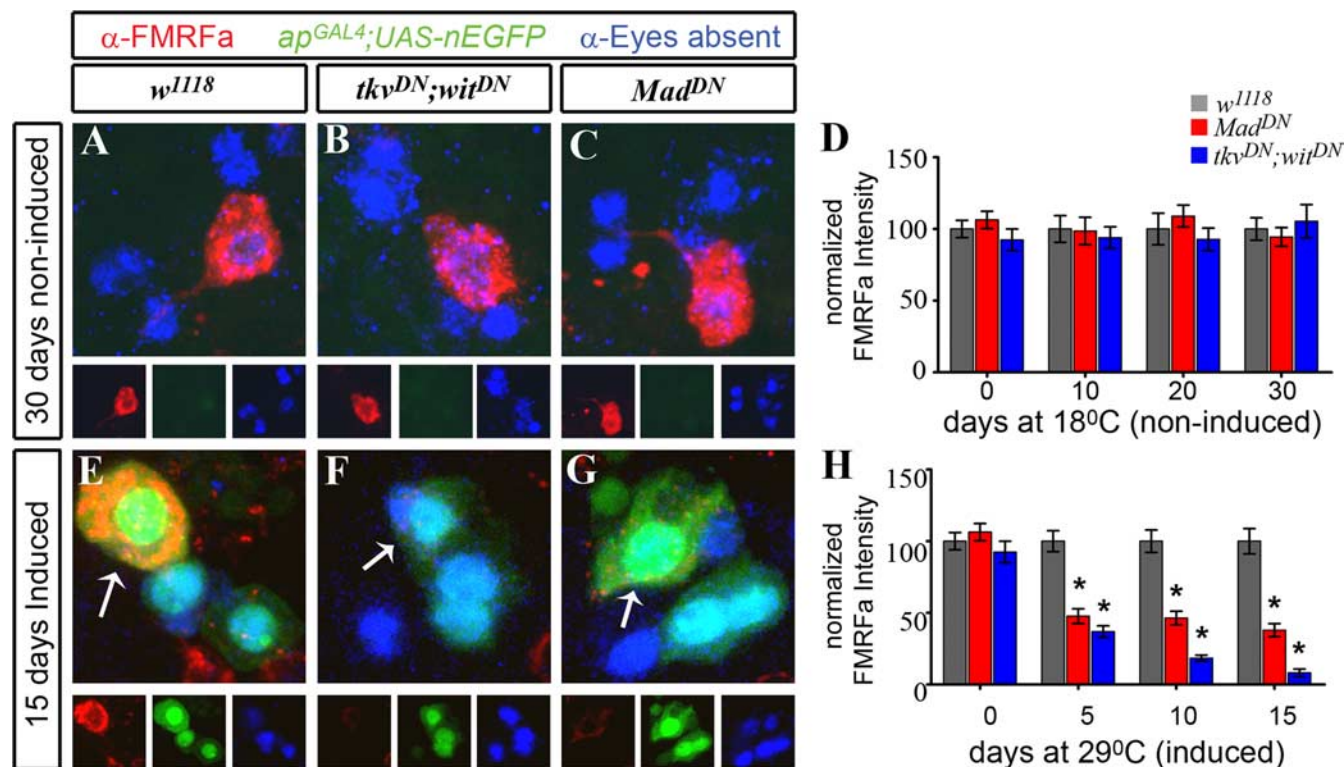 α-FMRFa apGAL4;UAS-nEGFP α-Eyes absent
w1118 tkvDN;witDN MadDN
30 days non-induced
A B C
15 days Induced
E F G
w1118
MadDN
tkvDN;witDN
D
normalized
FMRFa Intensity
150
100
50
0
0 10 20 30
days at 18⁰C (non-induced)
H
normalized
FMRFa Intensity
150
100
50
0
* * * * * *
0 5 10 15
days at 29⁰C (induced)